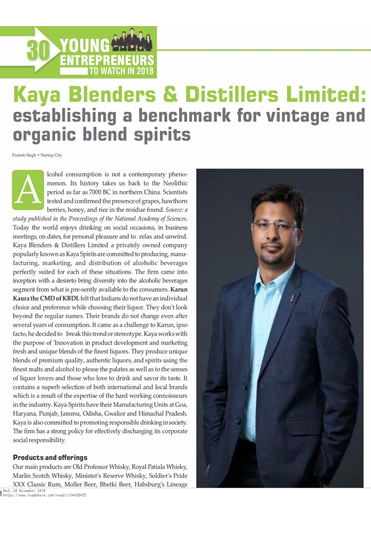 30 YOUNG
ENTREPRENEURS
TO WATCH IN 2018
Kaya Blenders & Distillers Limited:
establishing a benchmark for vintage and
organic blend spirits
Prateek Singh • Startup City
A
lkohol consumption is not a contemporary pheno-
menon. Its history takes us back to the Neolithic
period as far as 7000 BC in northern China. Scientists
tested and confirmed the presence of grapes, hawthorn
berries, honey, and rice in the residue found. Source: a
study published in the Proceedings of the National Academy of Sciences.
Today the world enjoys drinking on social occasions, in business
meetings, on dates, for personal pleasure and to relax and unwind.
Kaya Blenders & Distillers Limited a privately owned company
popularly known as Kaya Spirits are committed to producing, manu-
facturing, marketing, and distribution of alcoholic beverages
perfectly suited for each of these situations. The firm came into
inception with a desire to bring diversity into the alcoholic beverages
segment from what is pre-sently available to the consumers. Karun
Kaura the CMD of KBDL felt that Indians do not have an individual
choice and preference while choosing their liquor. They don't look
beyond the regular names. Their brands do not change even after
several years of consumption. It came as a challenge to Karun, ipso
facto, he decided to break this trend or stereotype. Kaya works with
the purpose of 'Innovation in product development and marketing
fresh and unique blends of the finest liquors. They produce unique
blends of premium quality, authentic liquors, and spirits using the
finest malts and alcohol to please the palates as well as to the senses
of liquor lovers and those who love to drink and savor its taste. It
contains a superb selection of both international and local brands
which is a result of the expertise of the hard working connoisseurs
in the industry. Kaya Spirits have their Manufacturing Units at Goa,
Haryana, Punjab, Jammu, Odisha, Gwalior and Himachal Pradesh.
Kaya is also committed to promoting responsible drinking in society.
The firm has a strong policy for effectively discharging its corporate
social responsibility.
Products and offerings
Our main products are Old Professor Whisky, Royal Patiala Whisky,
Marlin Scotch Whisky, Minister's Reserve Whisky, Soldier's Pride
XXX Classic Rum, Moller Beer, Bhetki Beer, Habsburg's Lineage
Wed, 28 November 2018